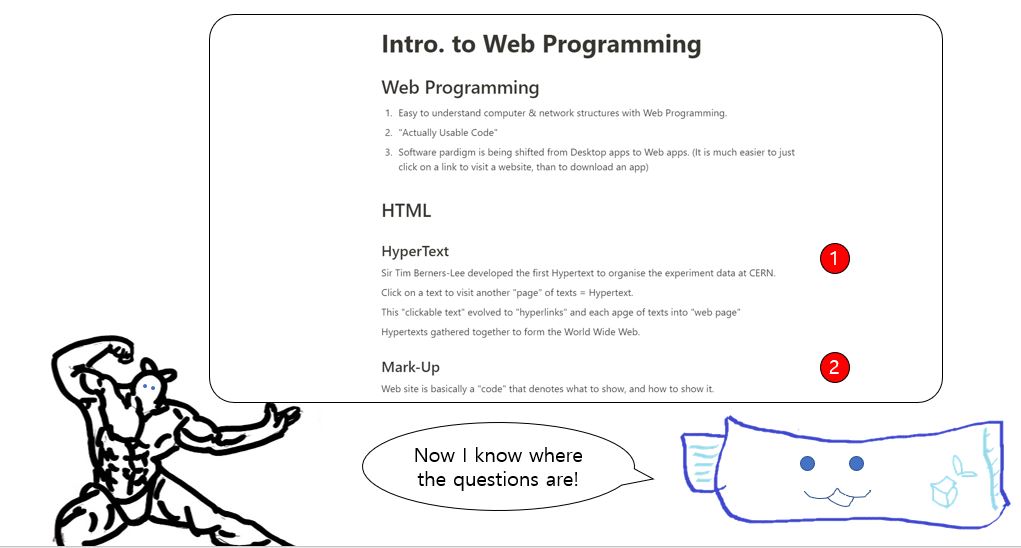 Intro. to Web Programming
Web Programming
1. Easy to understand computer & network structures with Web Programming.
2. "Actually Usable Code"
3. Software pardigm is being shifted from Desktop apps to Web apps. (It is much easier to just
click on a link to visit a website, than to download an app)
HTML
HyperText
1
Sir Tim Berners-Lee developed the first Hypertext to organise the experiment data at CERN.
Click on a text to visit another "page" of texts = Hypertext.
This "clickable text" evolved to "hyperlinks" and each apge of texts into "web page"
Hypertexts gathered together to form the World Wide Web.
Mark-Up
2
Web site is basically a "code" that denotes what to show, and how to show it.
Now I know where
the questions are!